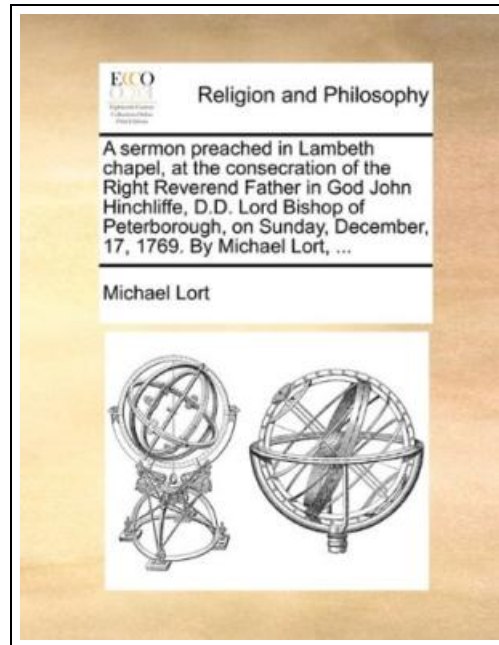 ECCO
Religion and Philosophy
A sermon preached in Lambeth
chapel, at the consecration of the
Right Reverend Father in God John
Hinchliffe, D.D. Lord Bishop of
Peterborough, on Sunday, December,
17, 1769. By Michael Lort, ...
Michael Lort